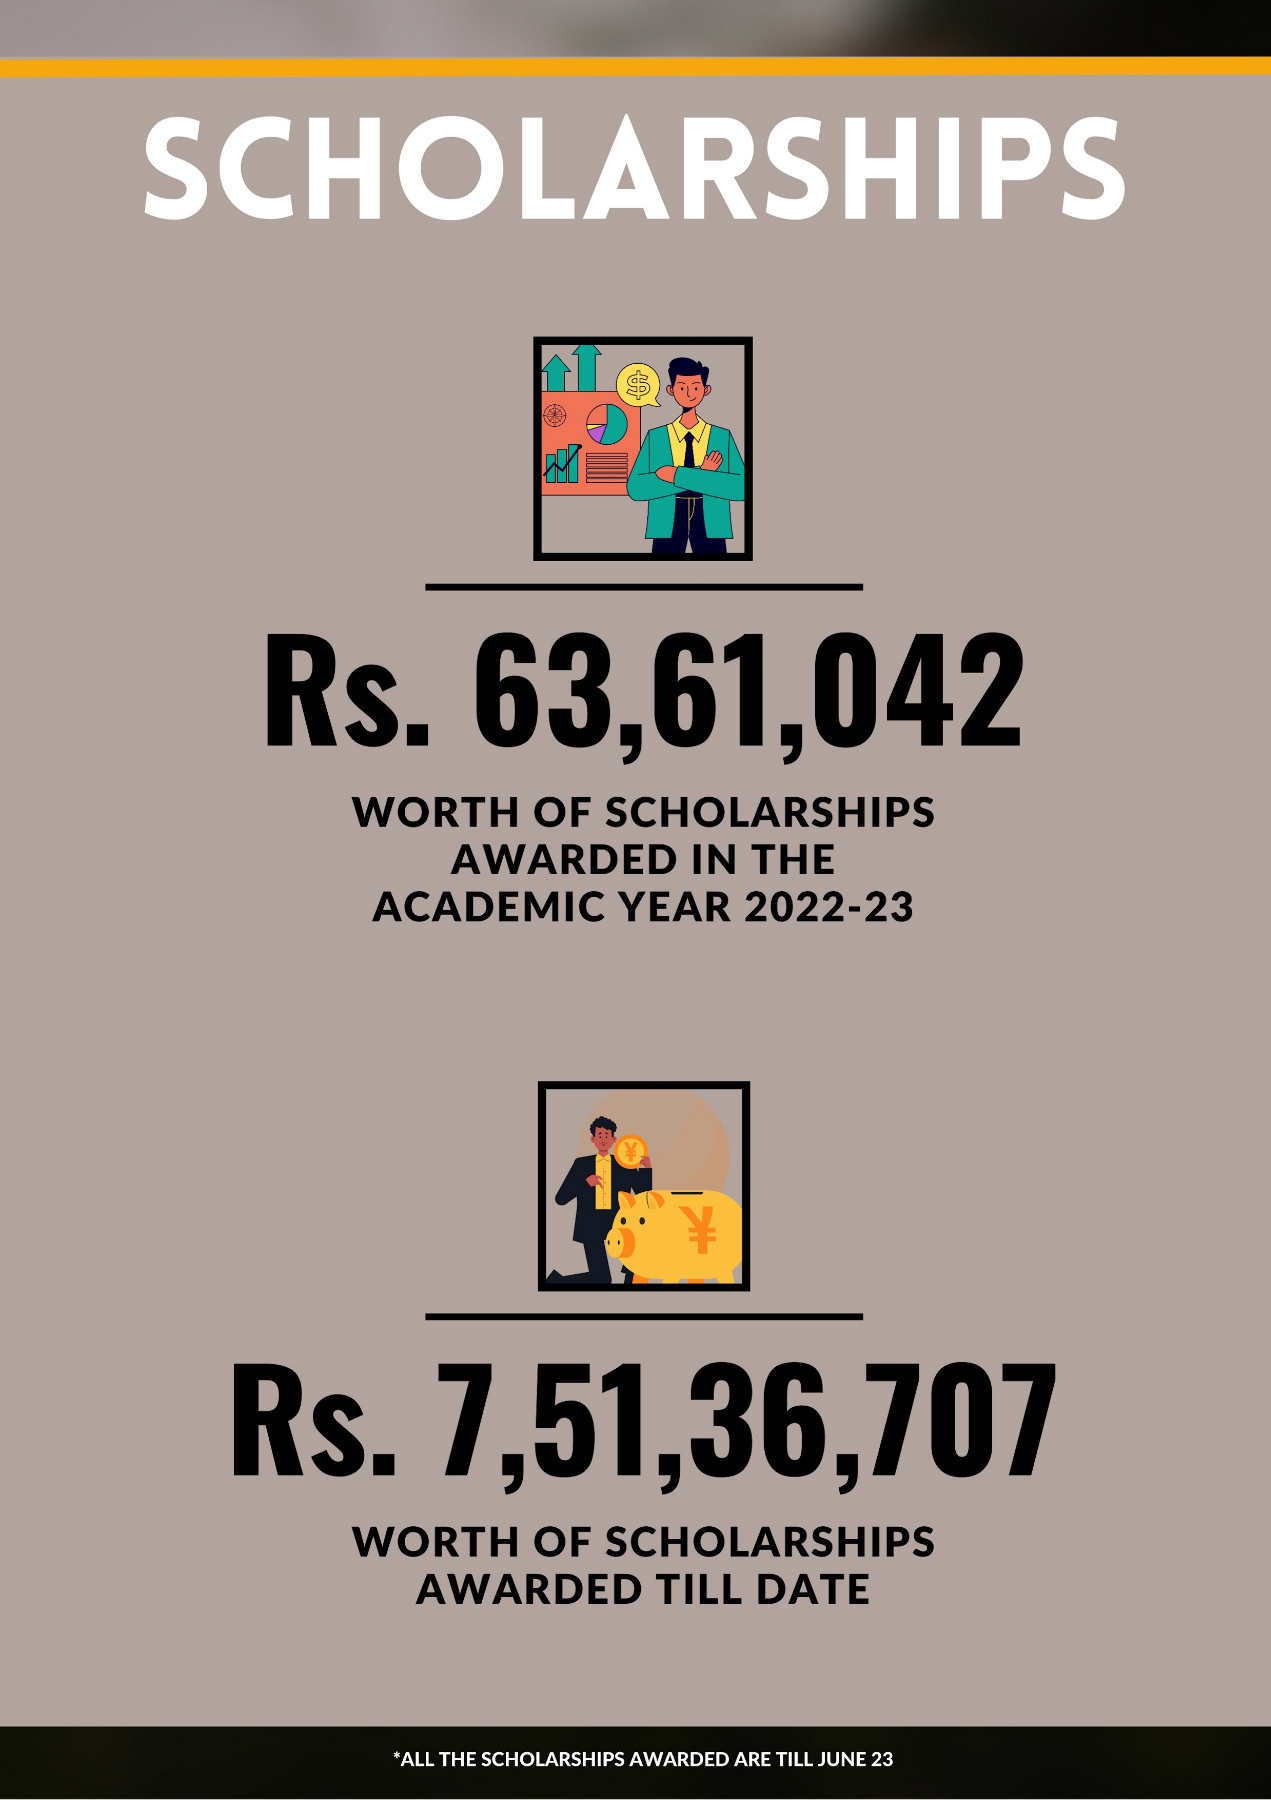 SCHOLARSHIPS
$
Rs. 63,61,042
WORTH OF SCHOLARSHIPS
AWARDED IN THE
ACADEMIC YEAR 2022-23
¥
¥
Rs. 7,51,36,707
WORTH OF SCHOLARSHIPS
AWARDED TILL DATE
*ALL THE SCHOLARSHIPS AWARDED ARE TILL JUNE 23